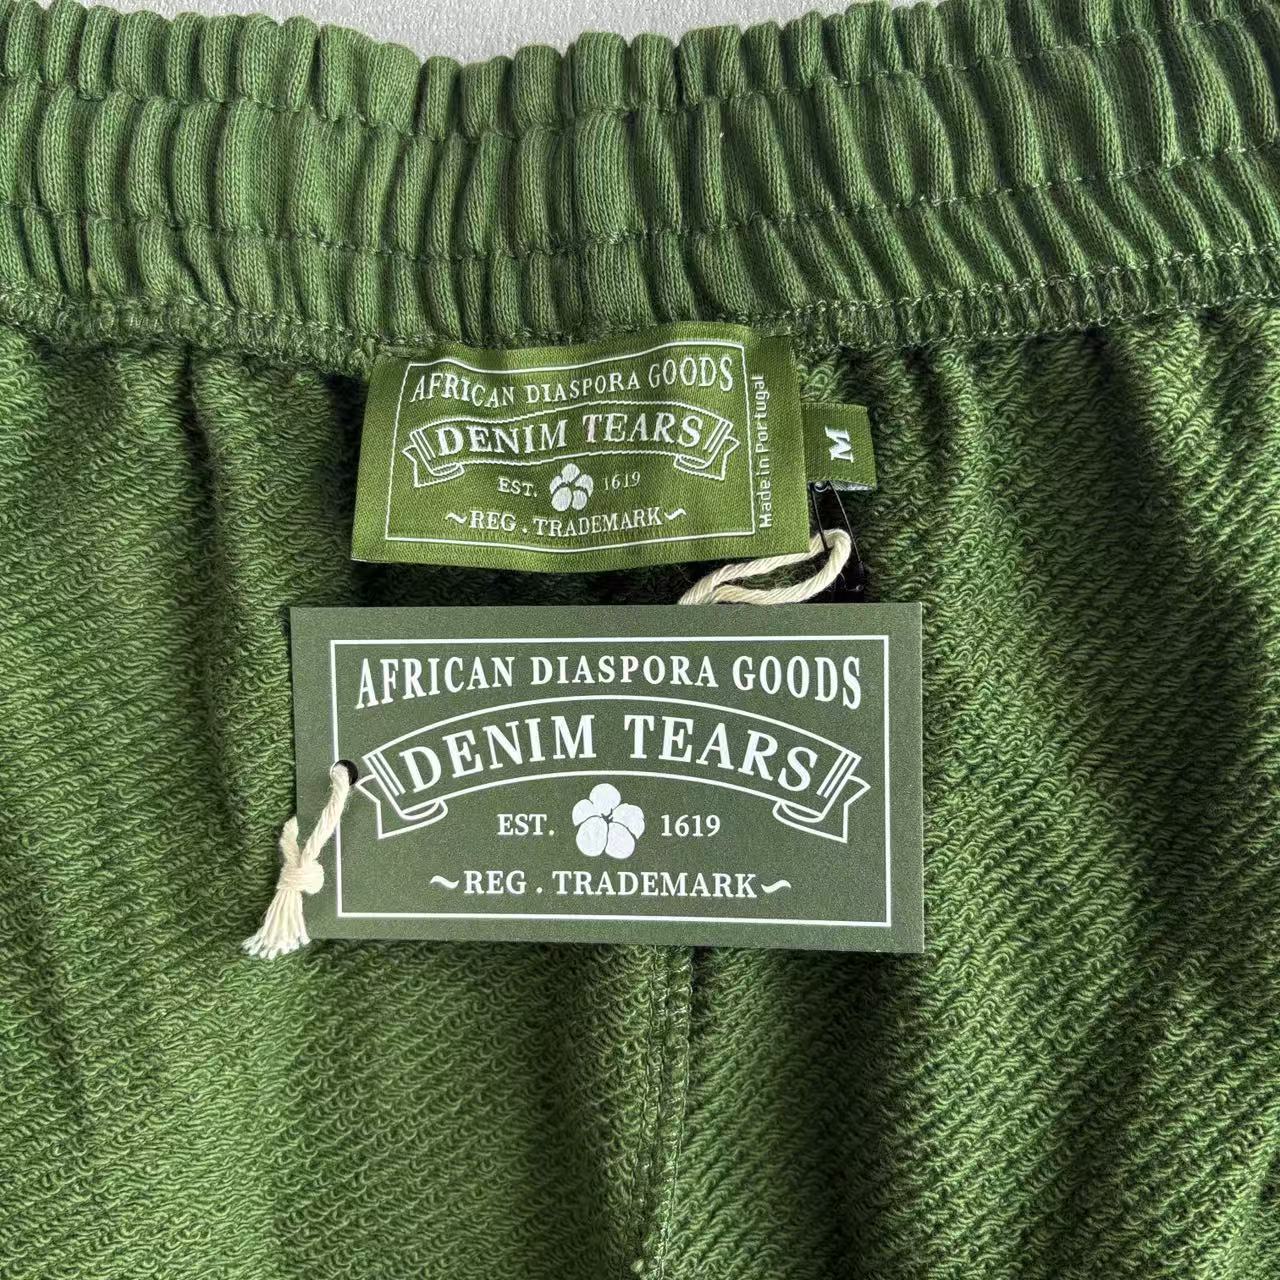 AFRICAN DIASPORA GOODS
DENIM TEARS
EST. 1619
~REG . TRADEMARK~
Made in Portugal
M
AFRICAN DIASPORA GOODS
DENIM TEARS
EST. 1619
~REG . TRADEMARK~